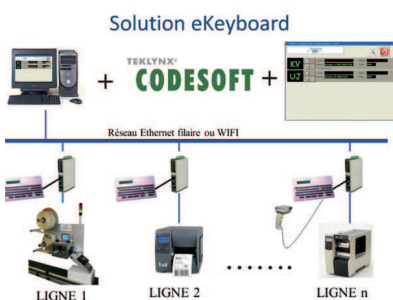 Solution eKeyboard
TEKLYNX
CODESOFT
+
+
KV
UJ
Réseau Ethernet filaire ou WIFI
LIGNE 1
LIGNE 2
LIGNE n